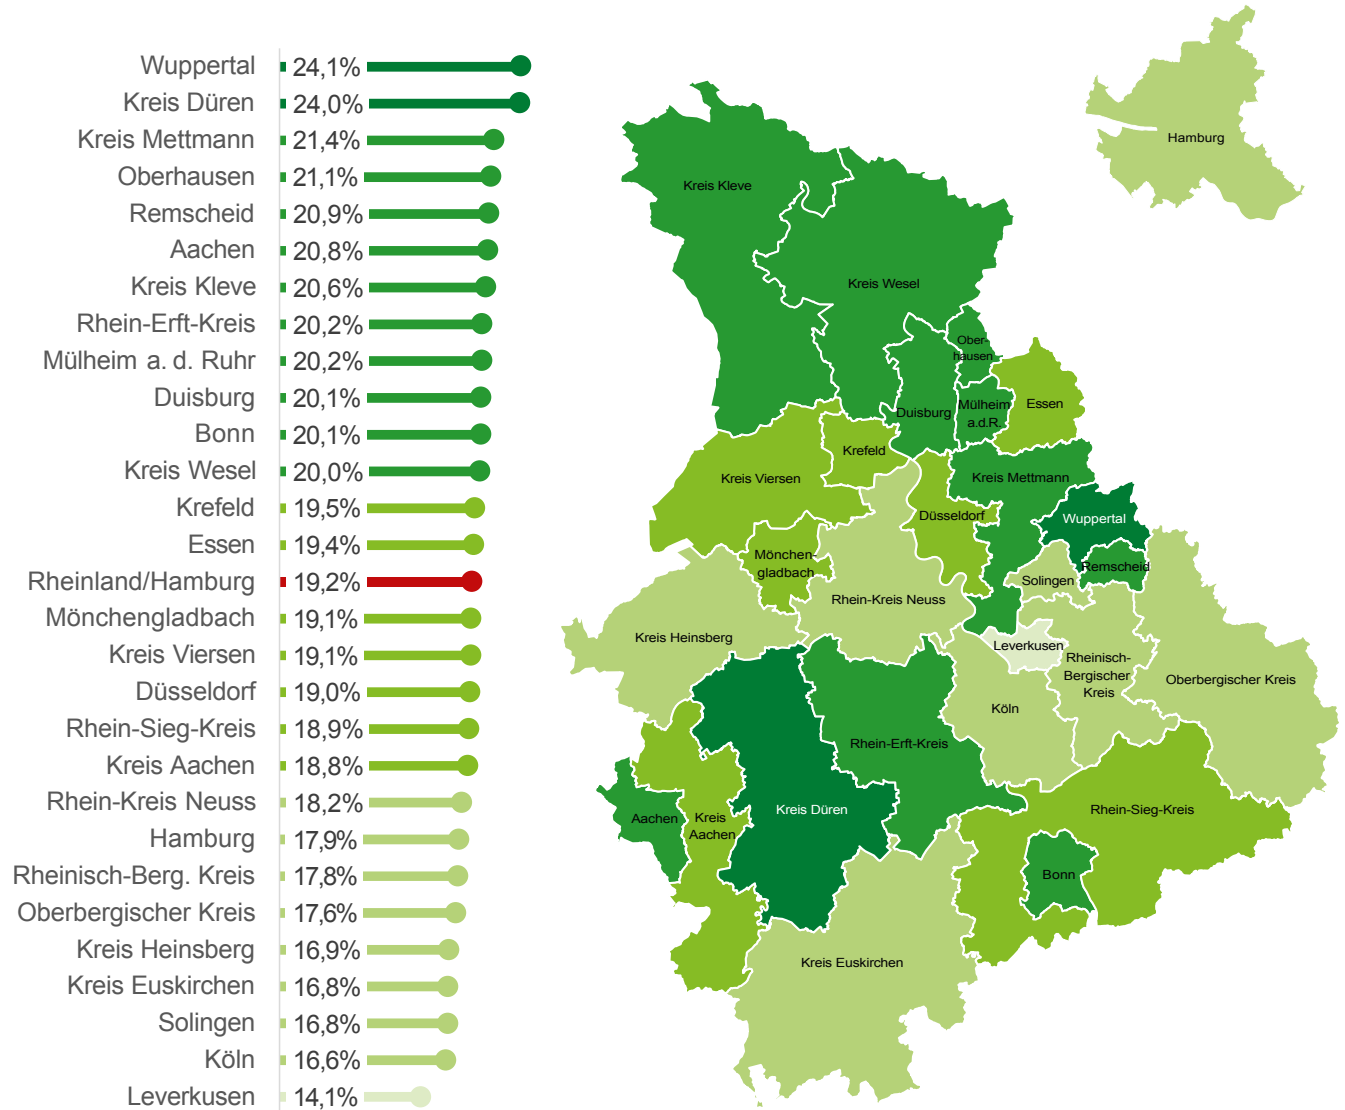 Wuppertal 24,1%
Kreis Düren 24,0%
Kreis Mettmann 21,4%
Oberhausen 21,1%
Remscheid 20,9%
Aachen 20,8%
Kreis Kleve 20,6%
Rhein-Erft-Kreis 20,2%
Mülheim a. d. Ruhr 20,2%
Duisburg 20,1%
Bonn 20,1%
Kreis Wesel 20,0%
Krefeld 19,5%
Essen 19,4%
Rheinland/Hamburg 19,2%
Mönchengladbach 19,1%
Kreis Viersen 19,1%
Düsseldorf 19,0%
Rhein-Sieg-Kreis 18,9%
Kreis Aachen 18,8%
Rhein-Kreis Neuss 18,2%
Hamburg 17,9%
Rheinisch-Berg. Kreis 17,8%
Oberbergischer Kreis 17,6%
Kreis Heinsberg 16,9%
Kreis Euskirchen 16,8%
Solingen 16,8%
Köln 16,6%
Leverkusen 14,1%
Hamburg
Kreis Kleve
Kreis Wesel
Ober-
hausen
Duisburg
Mülheim
a.d.R.
Essen
Krefeld
Kreis Viersen
Kreis Mettmann
Düsseldorf
Wuppertal
Mönchen-
gladbach
Remscheid
Solingen
Rhein-Kreis Neuss
Kreis Heinsberg
Leverkusen
Rheinisch-
Bergischer
Kreis
Oberbergischer Kreis
Köln
Rhein-Erft-Kreis
Kreis Düren
Aachen
Kreis
Aachen
Rhein-Sieg-Kreis
Bonn
Kreis Euskirchen